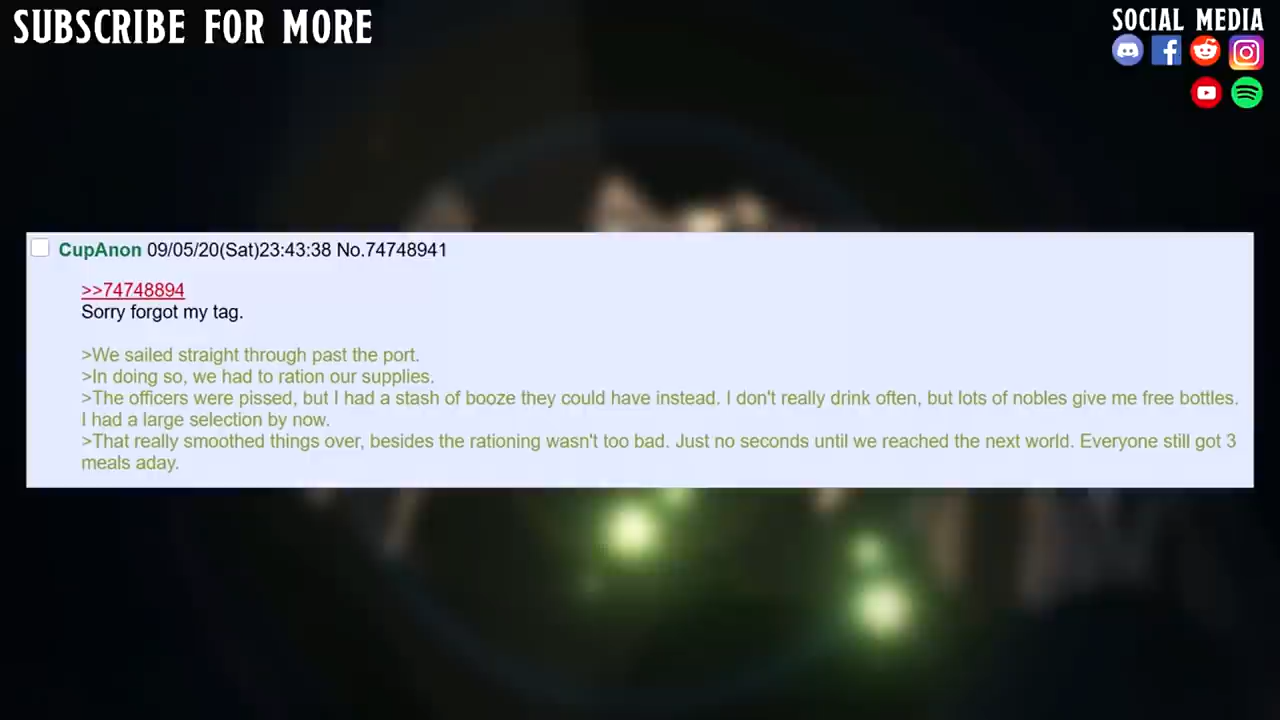 SUBSCRIBE FOR MORE
SOCIAL MEDIA
CupAnon 09/05/20(Sat)23:43:38 No.74748941
>>74748894
Sorry forgot my tag.
>We sailed straight through past the port.
>In doing so, we had to ration our supplies.
>The officers were pissed, but I had a stash of booze they could have instead. I don't really drink often, but lots of nobles give me free bottles.
I had a large selection by now.
>That really smoothed things over, besides the rationing wasn't too bad. Just no seconds until we reached the next world. Everyone still got 3
meals aday.